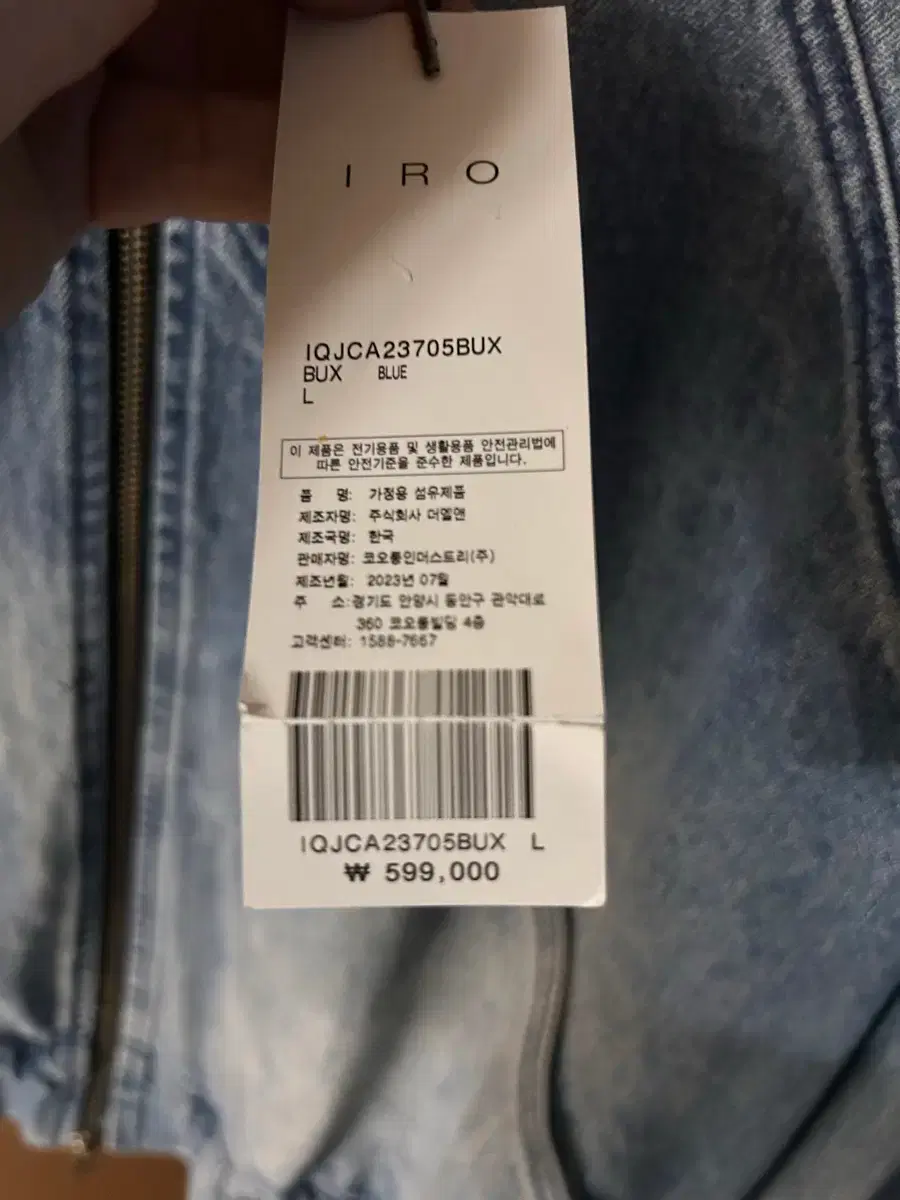 IRO
IQJCA23705BUX
BUX BLUE
L
이 제품은 전기용품 및 생활용품 안전관리법에
따른 안전기준을 준수한 제품입니다.
품 명: 가정용 섬유제품
제조자명: 주식회사 더엘앤
제조국명: 한국
판매자명: 코오롱인더스트리(주)
제조년월: 2023년 07월
주 소:경기도 안양시 동안구 관악대로
360 코오롱빌딩 4층
고객센터: 1588-7667
IQJCA23705BUX L
₩ 599,000